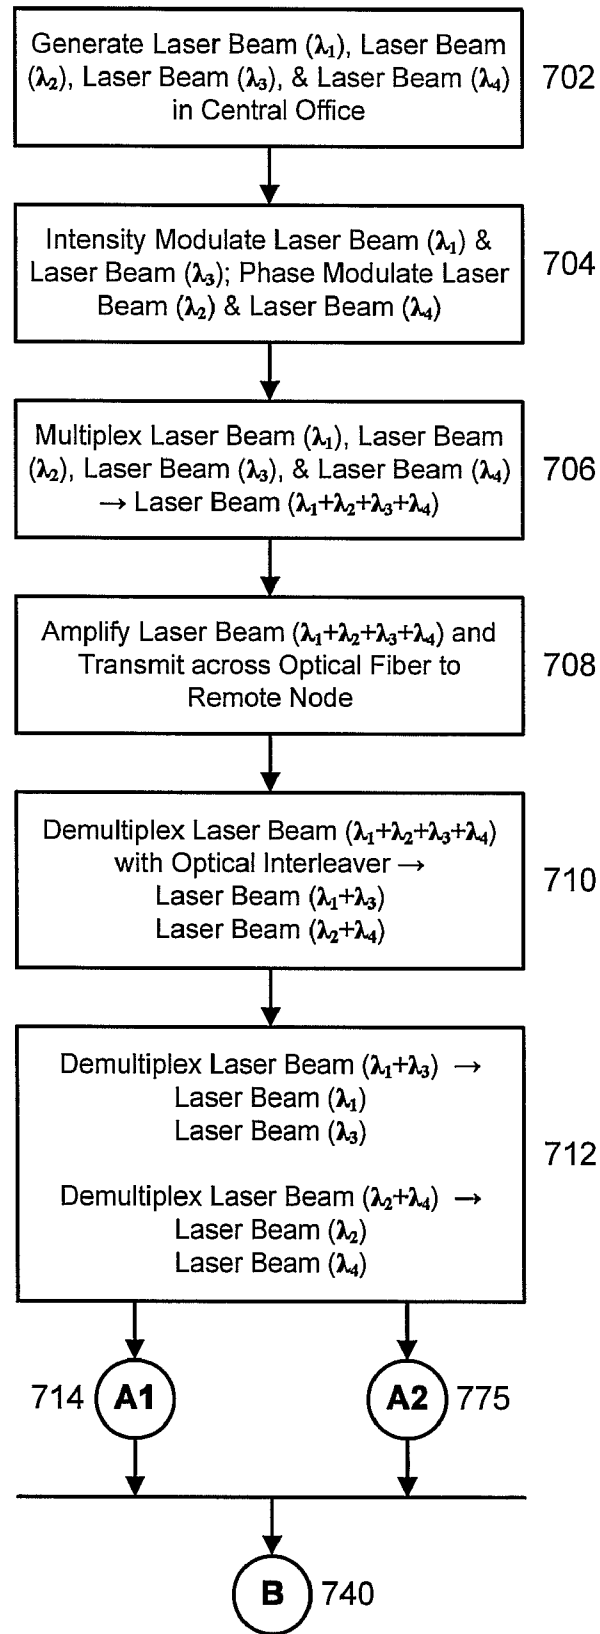 Generate Laser Beam (λ₁), Laser Beam
(λ₂), Laser Beam (λ₃), & Laser Beam (λ₄)
in Central Office
702
Intensity Modulate Laser Beam (λ₁) &
Laser Beam (λ₃); Phase Modulate Laser
Beam (λ₂) & Laser Beam (λ₄)
704
Multiplex Laser Beam (λ₁), Laser Beam
(λ₂), Laser Beam (λ₃), & Laser Beam (λ₄)
→ Laser Beam (λ₁+λ₂+λ₃+λ₄)
706
Amplify Laser Beam (λ₁+λ₂+λ₃+λ₄) and
Transmit across Optical Fiber to
Remote Node
708
Demultiplex Laser Beam (λ₁+λ₂+λ₃+λ₄)
with Optical Interleaver →
Laser Beam (λ₁+λ₃)
Laser Beam (λ₂+λ₄)
710
Demultiplex Laser Beam (λ₁+λ₃) →
Laser Beam (λ₁)
Laser Beam (λ₃)
Demultiplex Laser Beam (λ₂+λ₄) →
Laser Beam (λ₂)
Laser Beam (λ₄)
712
714 A1
A2 775
B 740